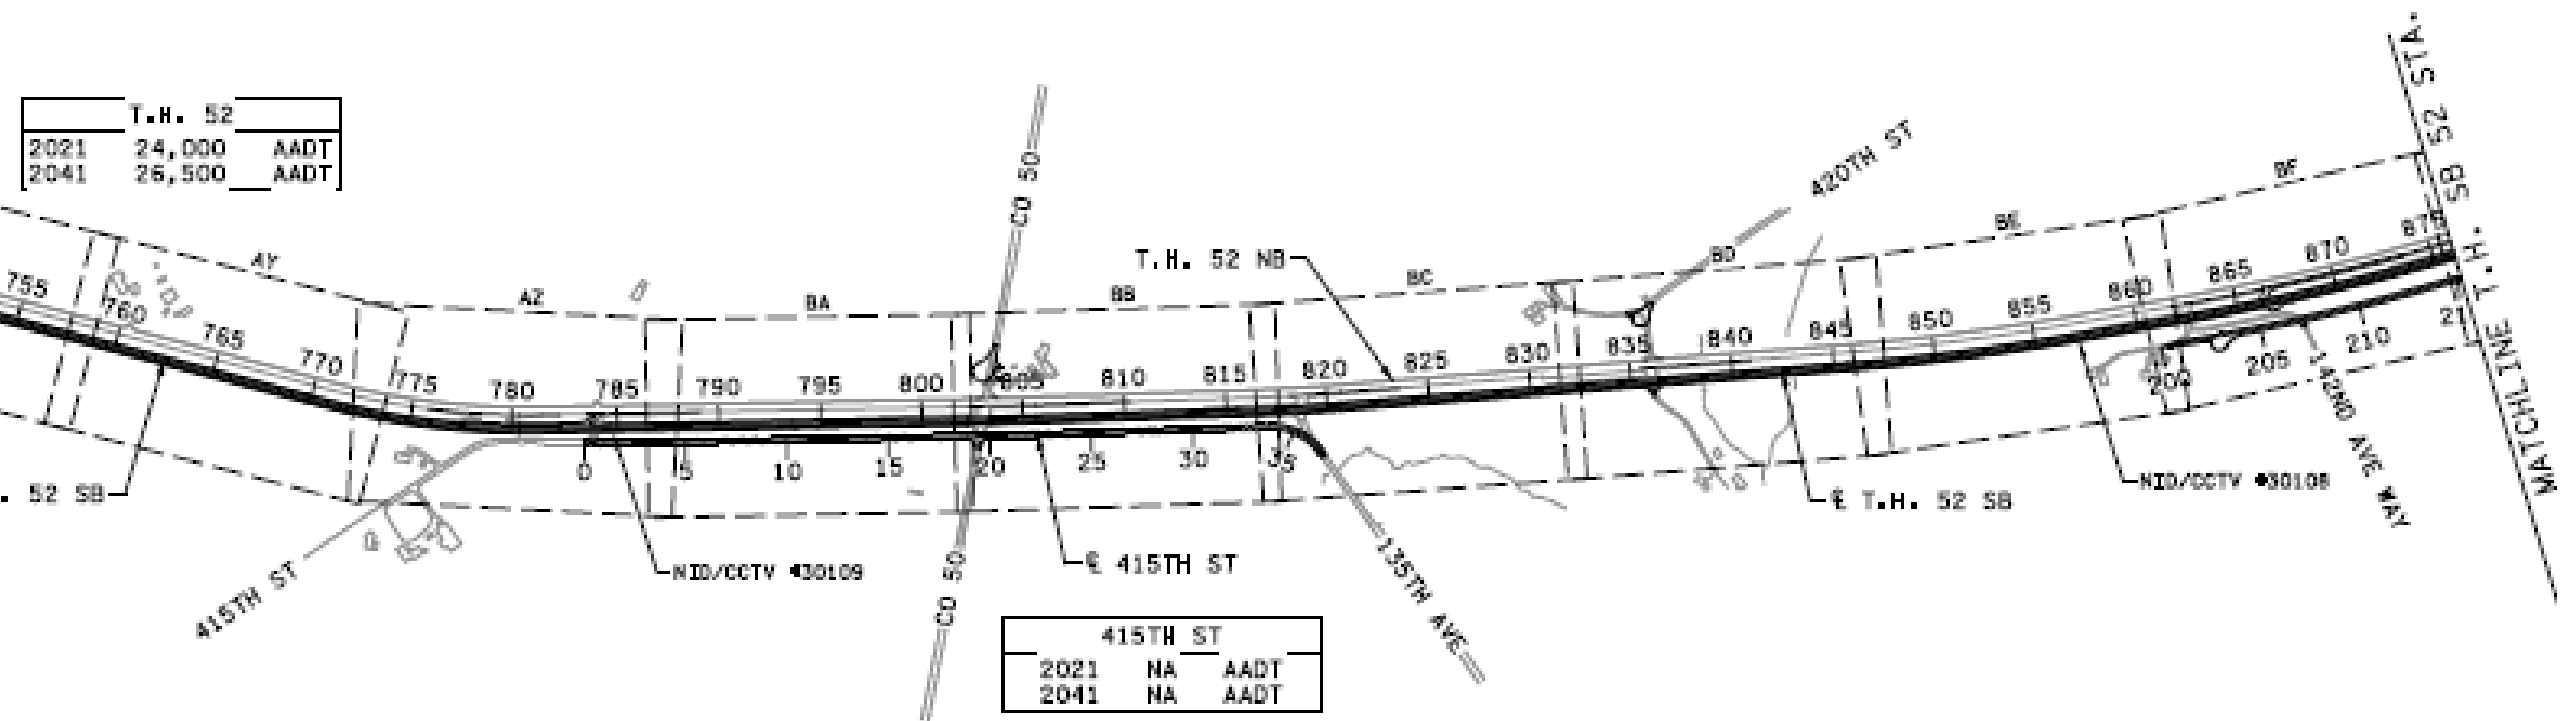 T.H. 52
2021 24,000 AADT
2041 26,500 AADT
AY
AZ
BA
BB
BC
BD
BE
BF
CO 50
T.H. 52 NB
420TH ST
MATCHLINE T.H. 52 SB STA.
755
760
765
770
775
780
785
790
795
800
805
810
815
820
825
830
835
840
845
850
855
860
865
870
875
0
5
10
15
20
25
30
35
205
210
21
. 52 SB
415TH ST
NID/CCTV #30109
CO 50
℄ 415TH ST
135TH AVE
℄ T.H. 52 SB
NID/CCTV #30108
142ND AVE WAY
415TH ST
2021 NA AADT
2041 NA AADT